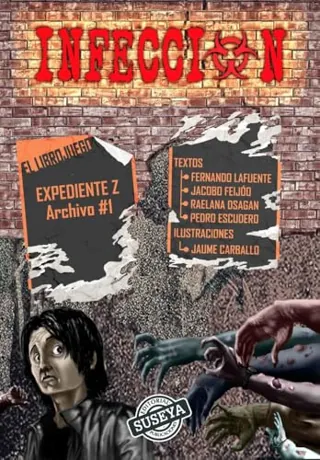 INFECCION
EL LIBROJUEGO
EXPEDIENTE Z
Archivo #1
TEXTOS
FERNANDO LAFUENTE
JACOBO FEIJÓO
RAELANA DSAGAN
PEDRO ESCUDERO
ILUSTRACIONES
JAUME CARBALLO
EDITORIAL
SUSEYA